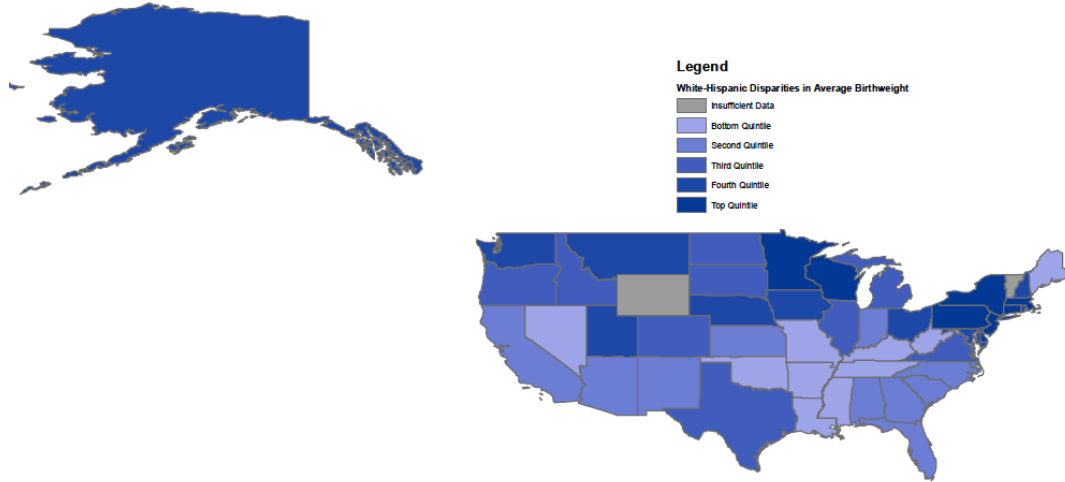 Legend
White-Hispanic Disparities in Average Birthweight
Insufficient Data
Bottom Quintile
Second Quintile
Third Quintile
Fourth Quintile
Top Quintile